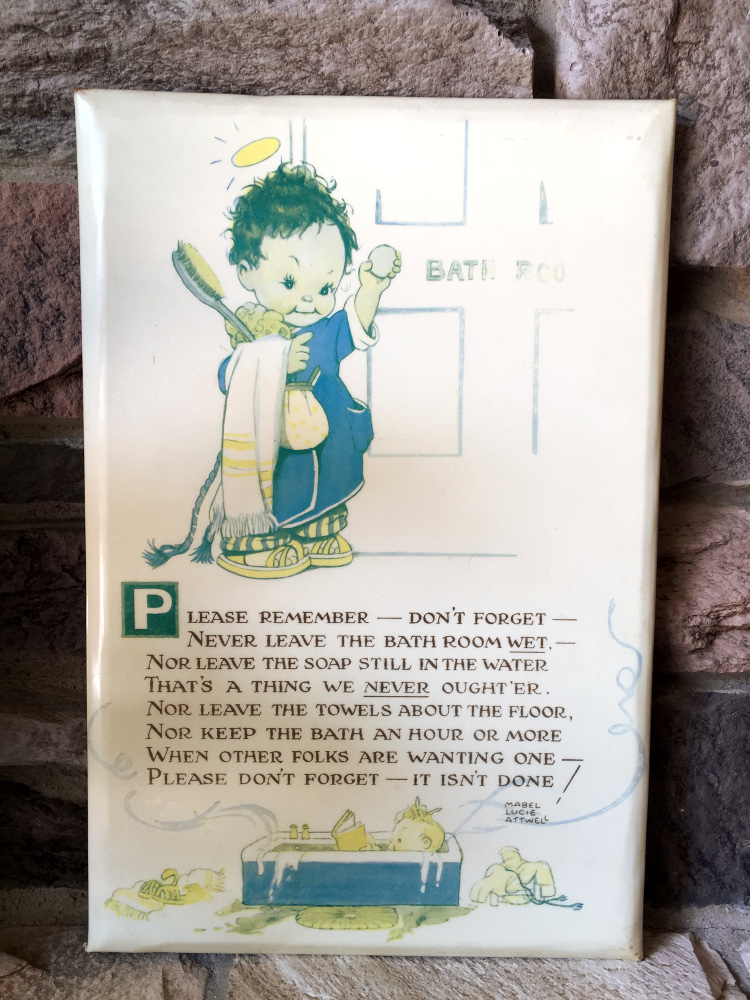 BATH ROO
PLEASE REMEMBER — DON'T FORGET —
NEVER LEAVE THE BATH ROOM WET, —
NOR LEAVE THE SOAP STILL IN THE WATER
THAT'S A THING WE NEVER OUGHT'ER.
NOR LEAVE THE TOWELS ABOUT THE FLOOR,
NOR KEEP THE BATH AN HOUR OR MORE
WHEN OTHER FOLKS ARE WANTING ONE —
PLEASE DON'T FORGET — IT ISN'T DONE!
MABEL
LUCIE
ATTWELL